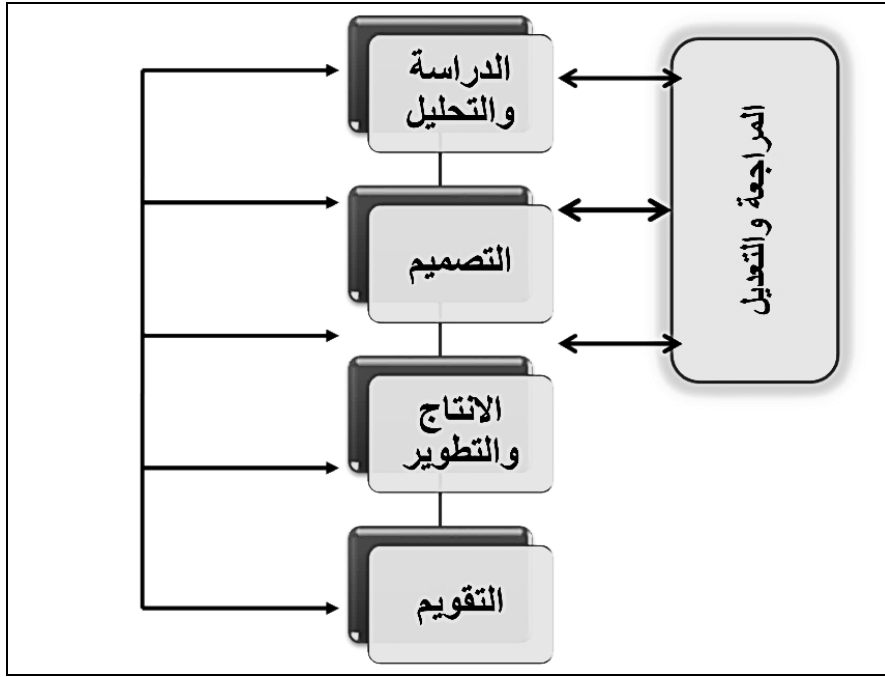 الدراسة
والتحليل
التصميم
الانتاج
والتطوير
التقويم
المراجعة والتعديل